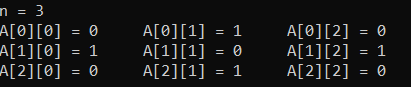 n = 3
A[0][0] = 0 A[0][1] = 1 A[0][2] = 0
A[1][0] = 1 A[1][1] = 0 A[1][2] = 1
A[2][0] = 0 A[2][1] = 1 A[2][2] = 0